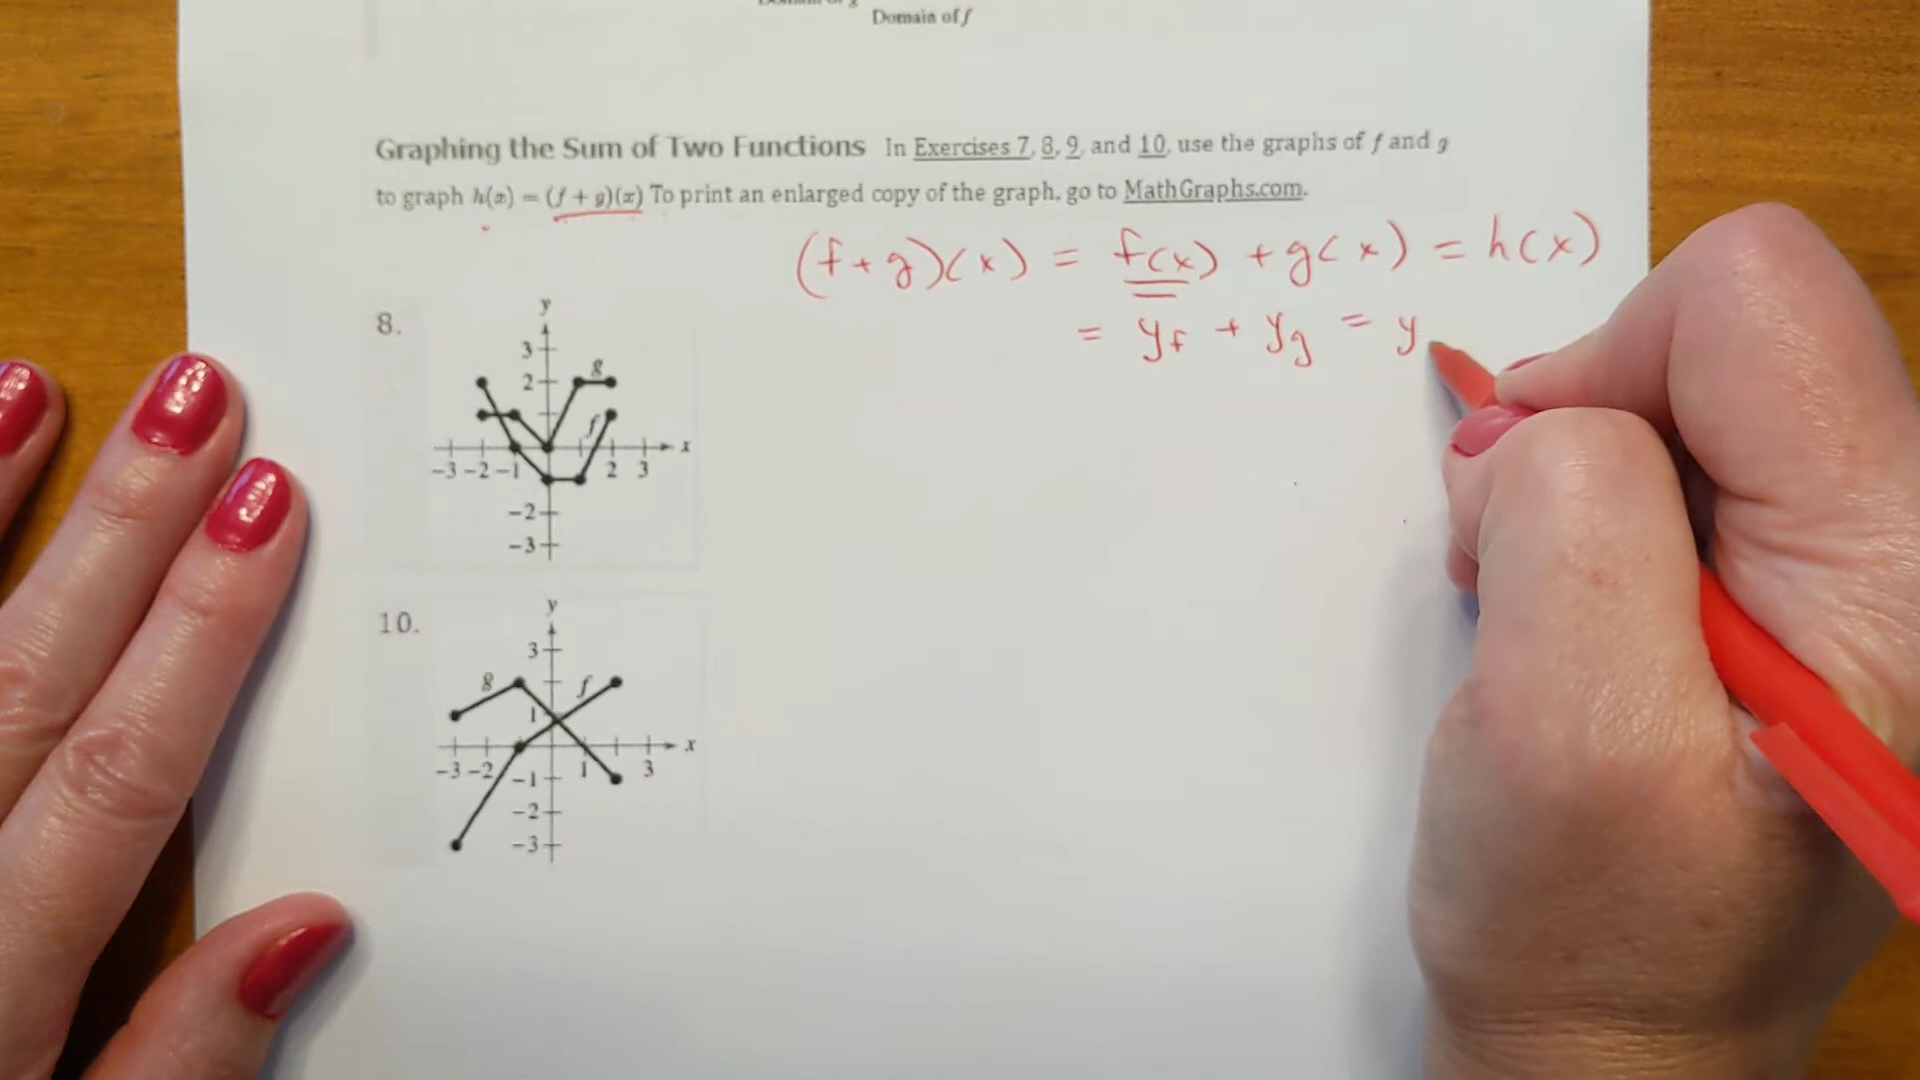 Domain of g
Domain of f
Graphing the Sum of Two Functions In Exercises 7, 8, 9, and 10, use the graphs of f and g
to graph h(x) = (f + g)(x) To print an enlarged copy of the graph, go to MathGraphs.com.
(f+g)(x) = f(x) + g(x) = h(x)
= yf + yg = y
8.
y
3
2
g
f
x
-3 -2 -1 2 3
-2
-3
10.
y
3
g
f
1
x
-3 -2 1 3
-1
-2
-3